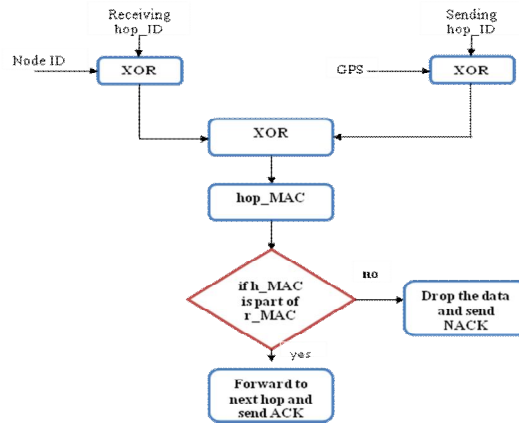 Receiving
hop_ID
Sending
hop_ID
Node ID
XOR
GPS
XOR
XOR
hop_MAC
if h_MAC
is part of
r_MAC
no
Drop the data
and send
NACK
yes
Forward to
next hop and
send ACK